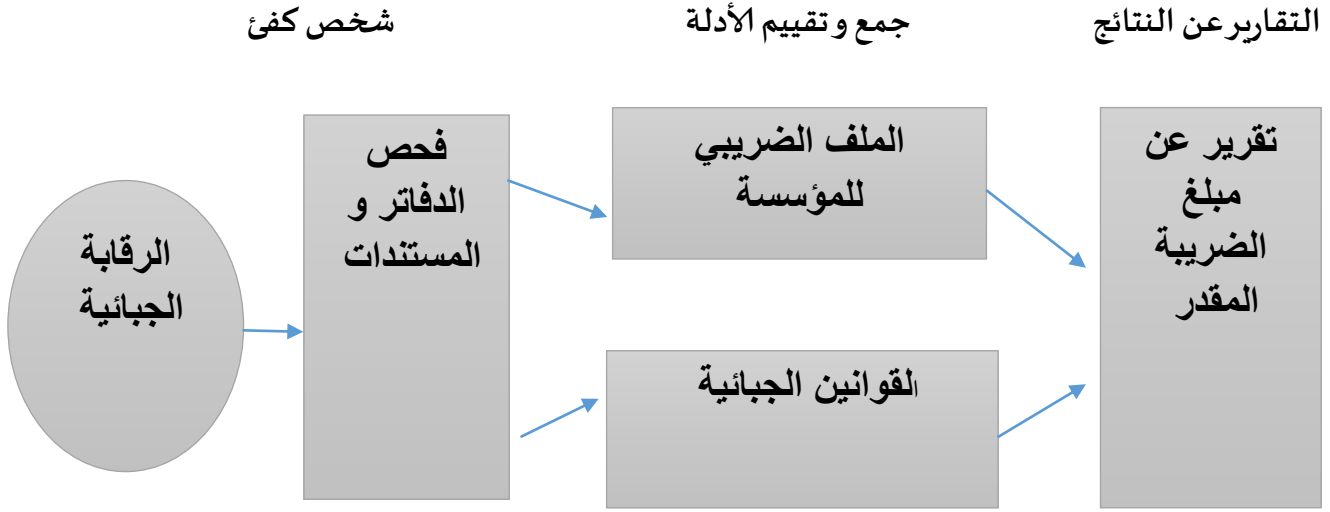 شخص كفئ
جمع و تقييم الأدلة
التقارير عن النتائج
الرقابة
الجبائية
فحص
الدفاتر و
المستندات
الملف الضريبي
للمؤسسة
القوانين الجبائية
تقرير عن
مبلغ
الضريبة
المقدر